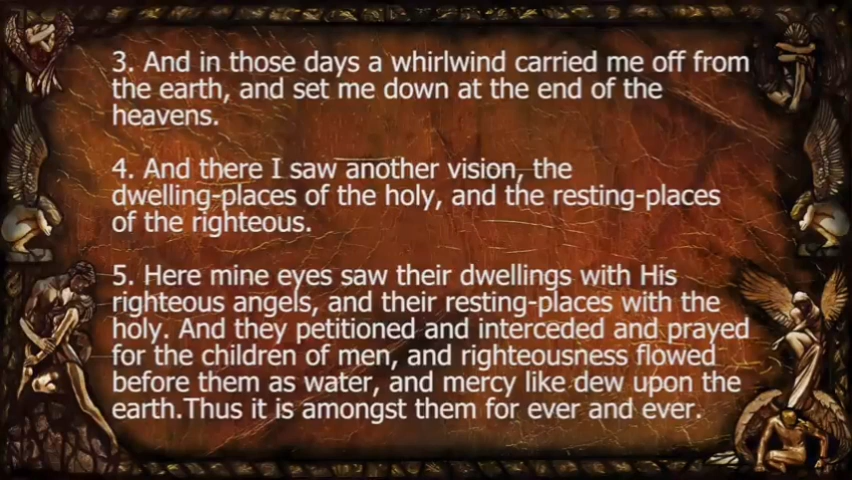 3. And in those days a whirlwind carried me off from
the earth, and set me down at the end of the
heavens.
4. And there I saw another vision, the
dwelling-places of the holy, and the resting-places
of the righteous.
5. Here mine eyes saw their dwellings with His
righteous angels, and their resting-places with the
holy. And they petitioned and interceded and prayed
for the children of men, and righteousness flowed
before them as water, and mercy like dew upon the
earth.Thus it is amongst them for ever and ever.